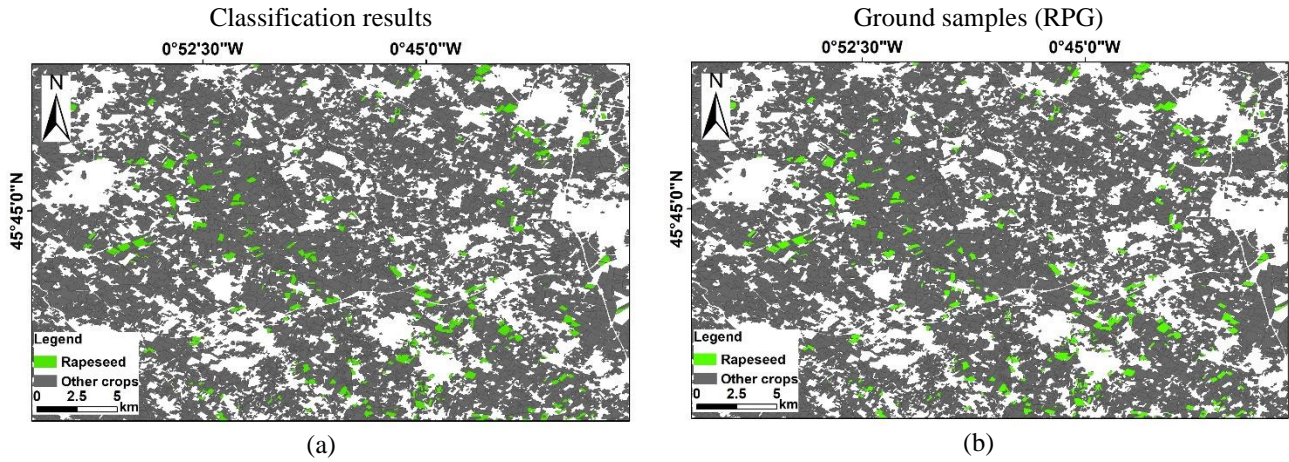 Classification results
0°52'30"W 0°45'0"W
N
45°45'0"N
Legend
Rapeseed
Other crops
0 2.5 5
km
(a)
Ground samples (RPG)
0°52'30"W 0°45'0"W
N
45°45'0"N
Legend
Rapeseed
Other crops
0 2.5 5
km
(b)